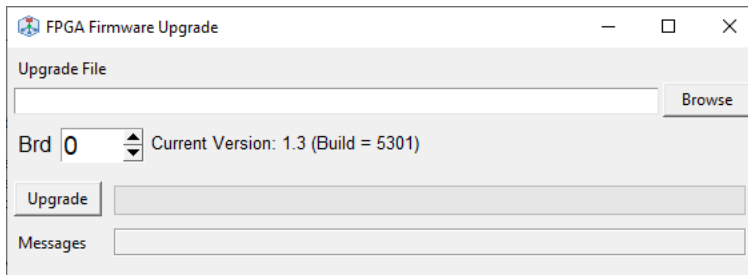 FPGA Firmware Upgrade
Upgrade File
Browse
Brd 0 Current Version: 1.3 (Build = 5301)
Upgrade
Messages